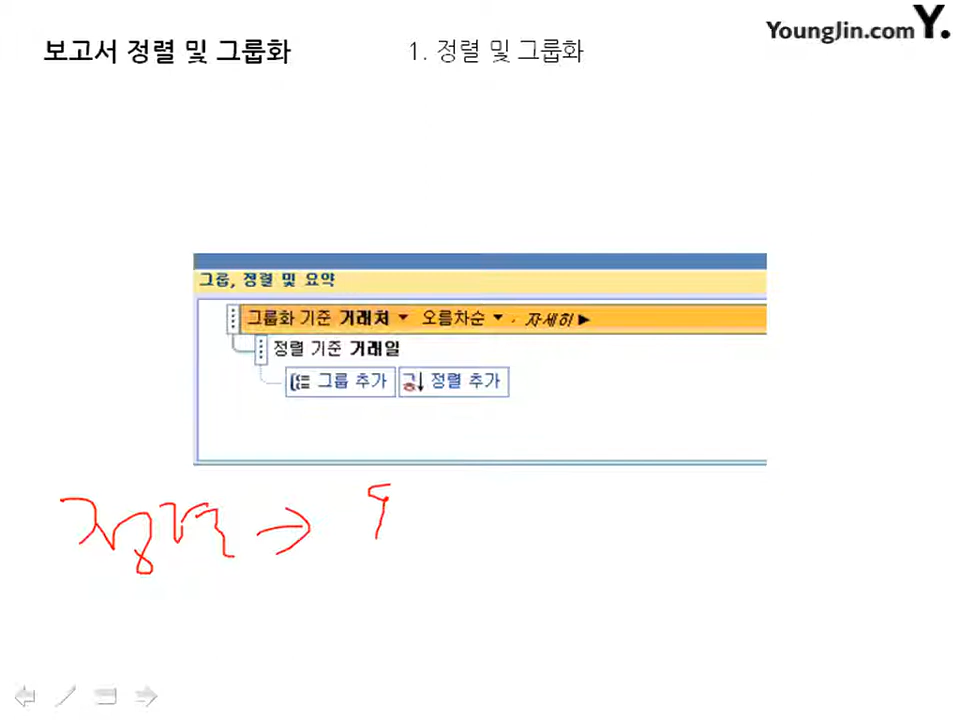 보고서 정렬 및 그룹화
1. 정렬 및 그룹화
YoungJin.com Y.
그룹, 정렬 및 요약
그룹화 기준 거래처 ▼ 오름차순 ▼ , 자세히 ▶
정렬 기준 거래일
그룹 추가 정렬 추가
정렬 →